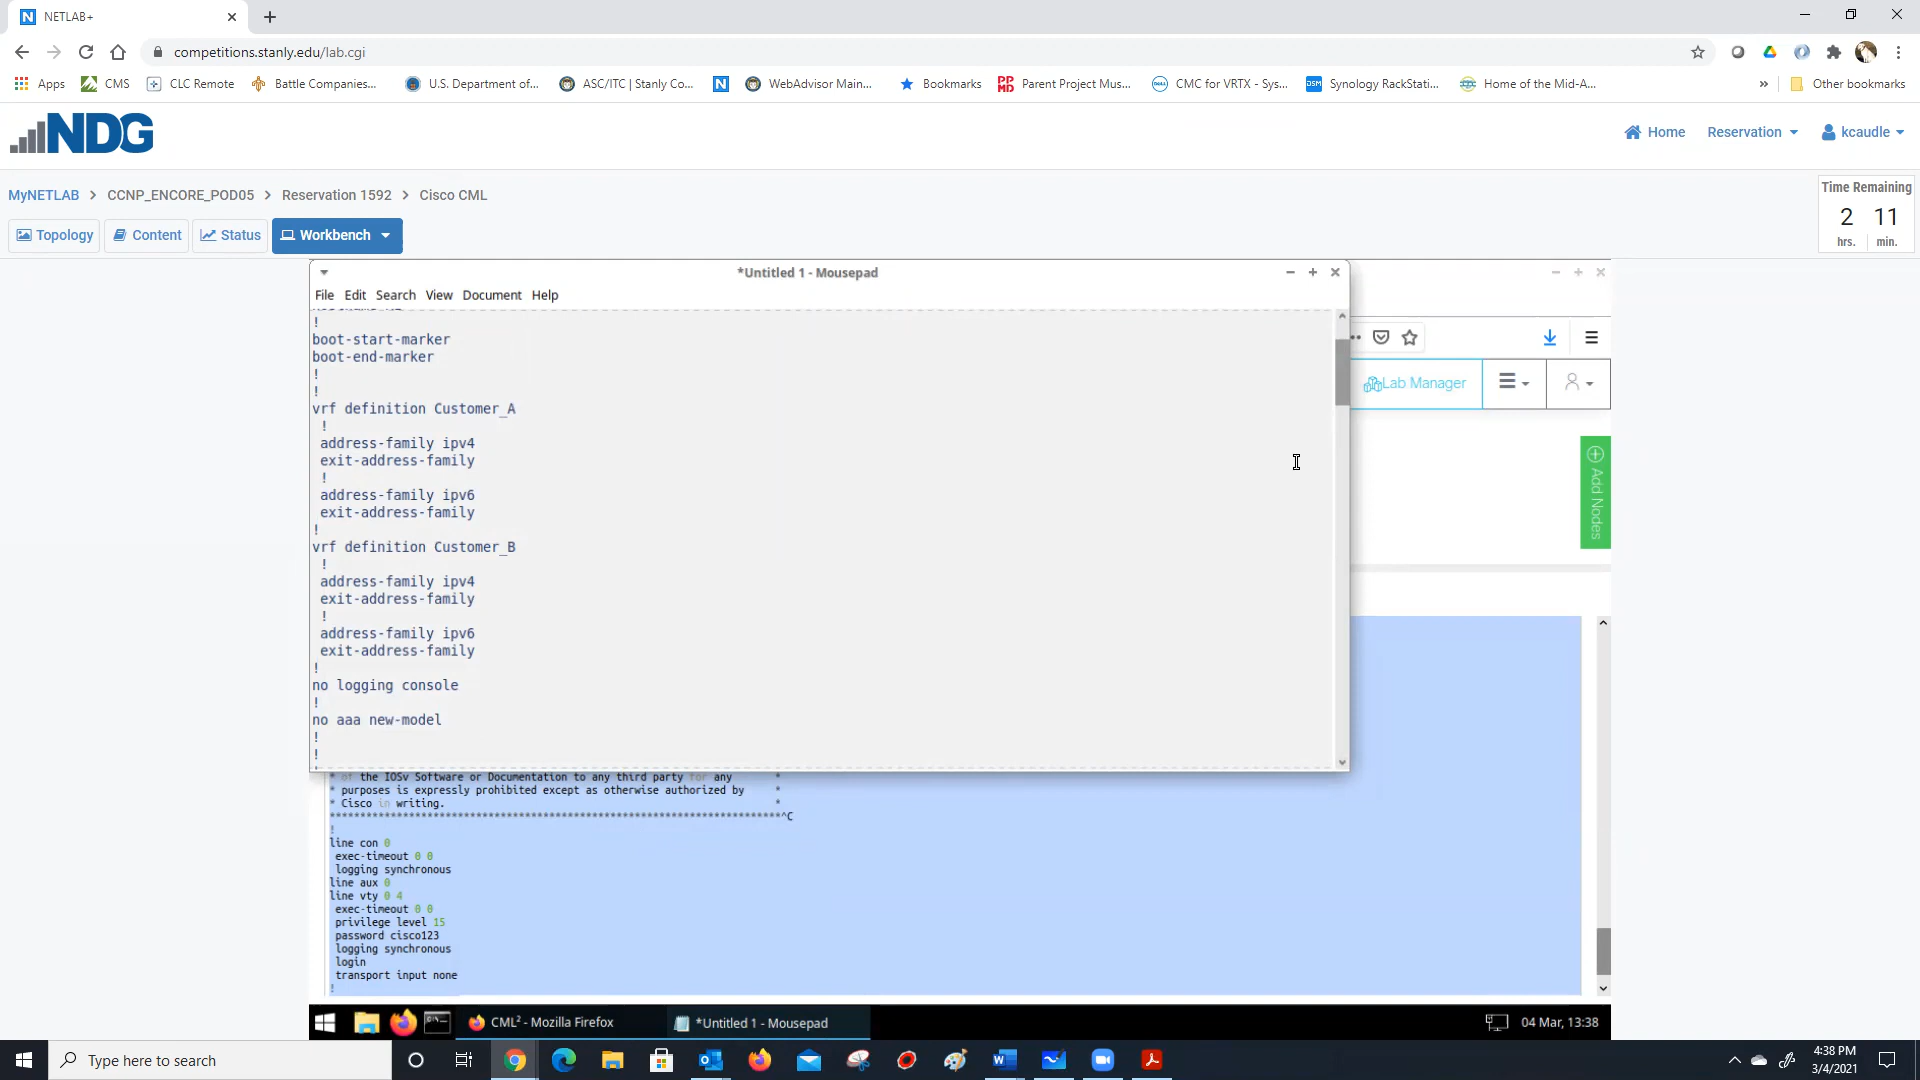 NETLAB+
competitions.stanly.edu/lab.cgi
Apps CMS CLC Remote Battle Companies... U.S. Department of... ASC/ITC | Stanly Co... WebAdvisor Main... Bookmarks Parent Project Mus... CMC for VRTX - Sys... Synology RackStati... Home of the Mid-A... » Other bookmarks
NDG
Home Reservation kcaudle
MyNETLAB > CCNP_ENCORE_POD05 > Reservation 1592 > Cisco CML
Time Remaining
2 11
hrs. min.
Topology Content Status Workbench
*Untitled 1 - Mousepad
File Edit Search View Document Help
!
boot-start-marker
boot-end-marker
!
!
vrf definition Customer_A
!
address-family ipv4
exit-address-family
!
address-family ipv6
exit-address-family
!
vrf definition Customer_B
!
address-family ipv4
exit-address-family
!
address-family ipv6
exit-address-family
!
no logging console
!
no aaa new-model
!
!
Lab Manager
Add Nodes
* of the IOSv Software or Documentation to any third party for any *
* purposes is expressly prohibited except as otherwise authorized by *
* Cisco in writing. *
**************************************************************************^C
!
line con 0
exec-timeout 0 0
logging synchronous
line aux 0
line vty 0 4
exec-timeout 0 0
privilege level 15
password cisco123
logging synchronous
login
transport input none
!
CML² - Mozilla Firefox
*Untitled 1 - Mousepad
04 Mar, 13:38
Type here to search
4:38 PM
3/4/2021